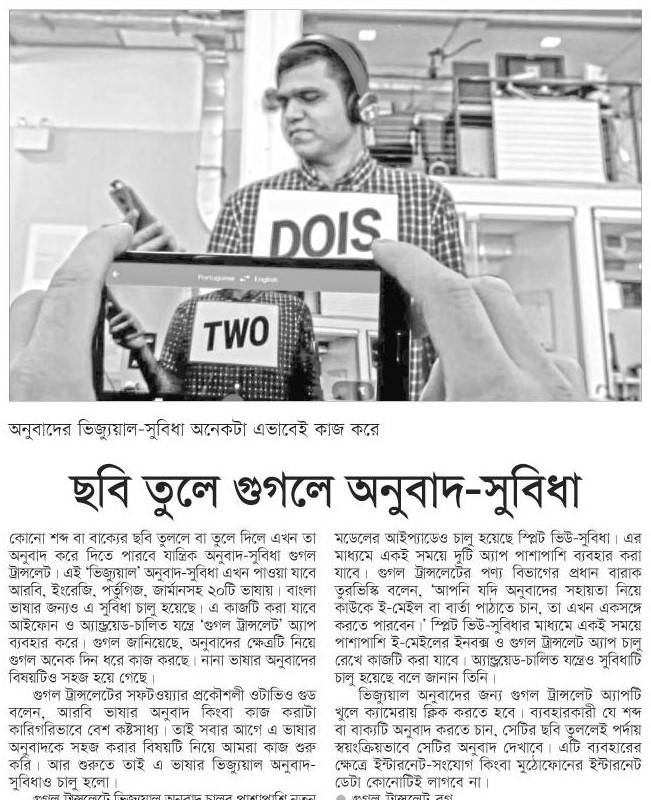 DOIS
Portuguese
English
TWO
অনুবাদের ভিজ্যুয়াল-সুবিধা অনেকটা এভাবেই কাজ করে
ছবি তুলে গুগলে অনুবাদ-সুবিধা
কোনো শব্দ বা বাক্যের ছবি তুললে বা তুলে দিলে এখন তা
অনুবাদ করে দিতে পারবে যান্ত্রিক অনুবাদ-সুবিধা গুগল
ট্রান্সলেট। এই ‘ভিজ্যুয়াল’ অনুবাদ-সুবিধা এখন পাওয়া যাবে
আরবি, ইংরেজি, পর্তুগিজ, জার্মানসহ ২০টি ভাষায়। বাংলা
ভাষার জন্যও এ সুবিধা চালু হয়েছে। এ কাজটি করা যাবে
আইফোন ও অ্যান্ড্রয়েড-চালিত যন্ত্রে ‘গুগল ট্রান্সলেট’ অ্যাপ
ব্যবহার করে। গুগল জানিয়েছে, অনুবাদের ক্ষেত্রটি নিয়ে
গুগল অনেক দিন ধরে কাজ করছে। নানা ভাষার অনুবাদের
বিষয়টিও সহজ হয়ে গেছে।
গুগল ট্রান্সলেটের সফটওয়্যার প্রকৌশলী ওটাভিও গুড
বলেন, আরবি ভাষার অনুবাদ কিংবা কাজ করাটা
কারিগরিভাবে বেশ কষ্টসাধ্য। তাই সবার আগে এ ভাষার
অনুবাদকে সহজ করার বিষয়টি নিয়ে আমরা কাজ শুরু
করি। আর শুরুতে তাই এ ভাষার ভিজ্যুয়াল অনুবাদ-
সুবিধাও চালু হলো।
গুগল ট্রান্সলেটে ভিজ্যুয়াল অনুবাদ চালুর পাশাপাশি নতুন
মডেলের আইপ্যাডেও চালু হয়েছে স্প্লিট ভিউ-সুবিধা। এর
মাধ্যমে একই সময়ে দুটি অ্যাপ পাশাপাশি ব্যবহার করা
যাবে। গুগল ট্রান্সলেটের পণ্য বিভাগের প্রধান বারাক
তুরভিস্কি বলেন, ‘আপনি যদি অনুবাদের সহায়তা নিয়ে
কাউকে ই-মেইল বা বার্তা পাঠাতে চান, তা এখন একসঙ্গে
করতে পারবেন।’ স্প্লিট ভিউ-সুবিধার মাধ্যমে একই সময়ে
পাশাপাশি ই-মেইলের ইনবক্স ও গুগল ট্রান্সলেট অ্যাপ চালু
রেখে কাজটি করা যাবে। অ্যান্ড্রয়েড-চালিত যন্ত্রেও সুবিধাটি
চালু হয়েছে বলে জানান তিনি।
ভিজ্যুয়াল অনুবাদের জন্য গুগল ট্রান্সলেট অ্যাপটি
খুলে ক্যামেরায় ক্লিক করতে হবে। ব্যবহারকারী যে শব্দ
বা বাক্যটি অনুবাদ করতে চান, সেটির ছবি তুললেই পর্দায়
স্বয়ংক্রিয়ভাবে সেটির অনুবাদ দেখাবে। এটি ব্যবহারের
ক্ষেত্রে ইন্টারনেট-সংযোগ কিংবা মুঠোফোনের ইন্টারনেট
ডেটা কোনোটিই লাগবে না।
গুগল ট্রান্সলেট ব্লগ